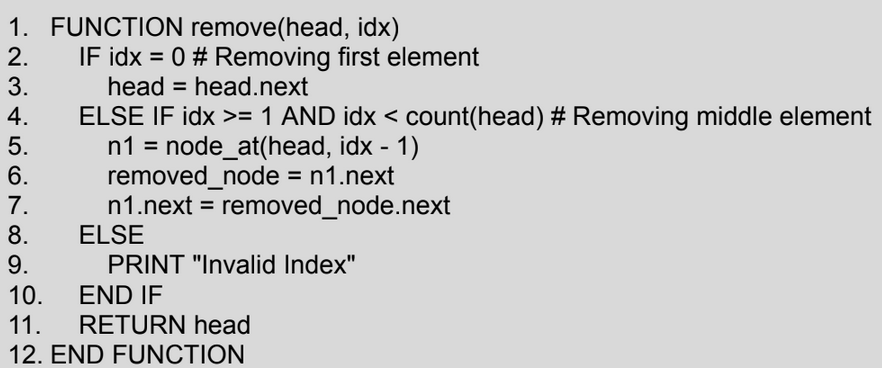 1. FUNCTION remove(head, idx)
2. IF idx = 0 # Removing first element
3. head = head.next
4. ELSE IF idx >= 1 AND idx < count(head) # Removing middle element
5. n1 = node_at(head, idx - 1)
6. removed_node = n1.next
7. n1.next = removed_node.next
8. ELSE
9. PRINT "Invalid Index"
10. END IF
11. RETURN head
12. END FUNCTION